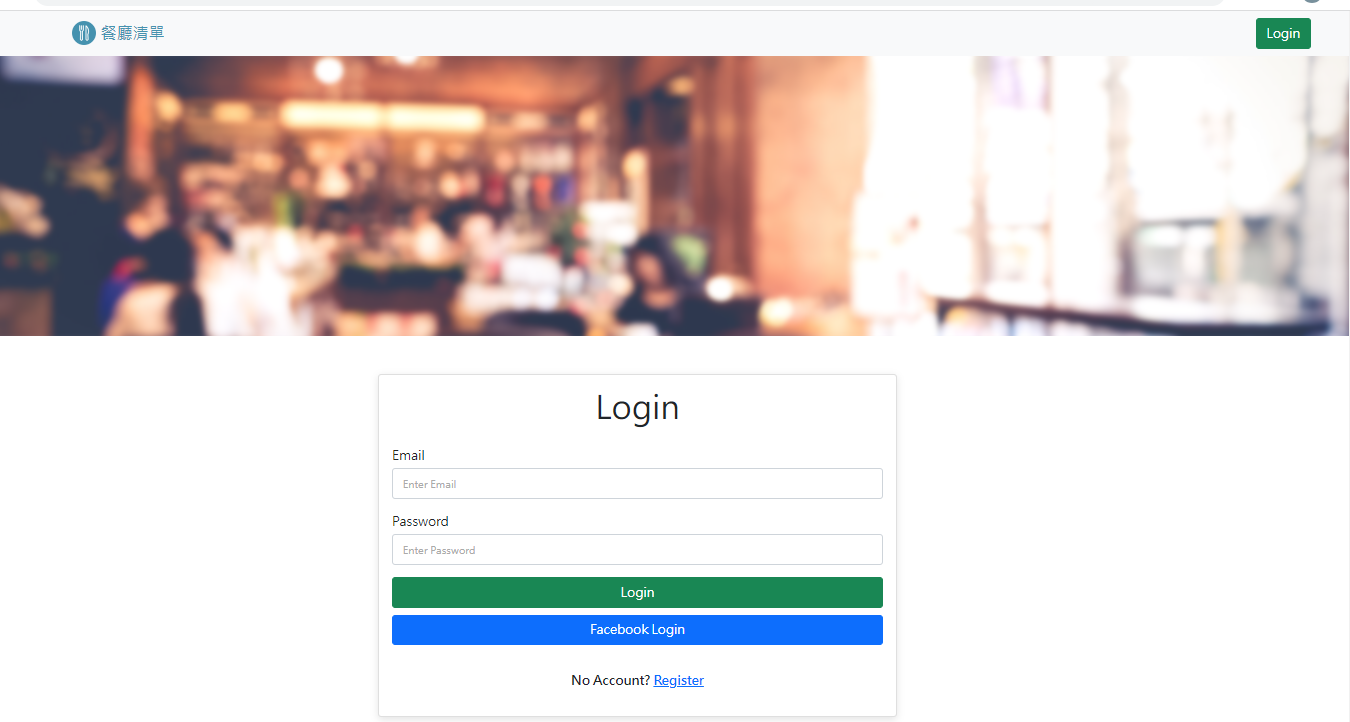 餐廳清單
Login
Login
Email
Enter Email
Password
Enter Password
Login
Facebook Login
No Account? Register